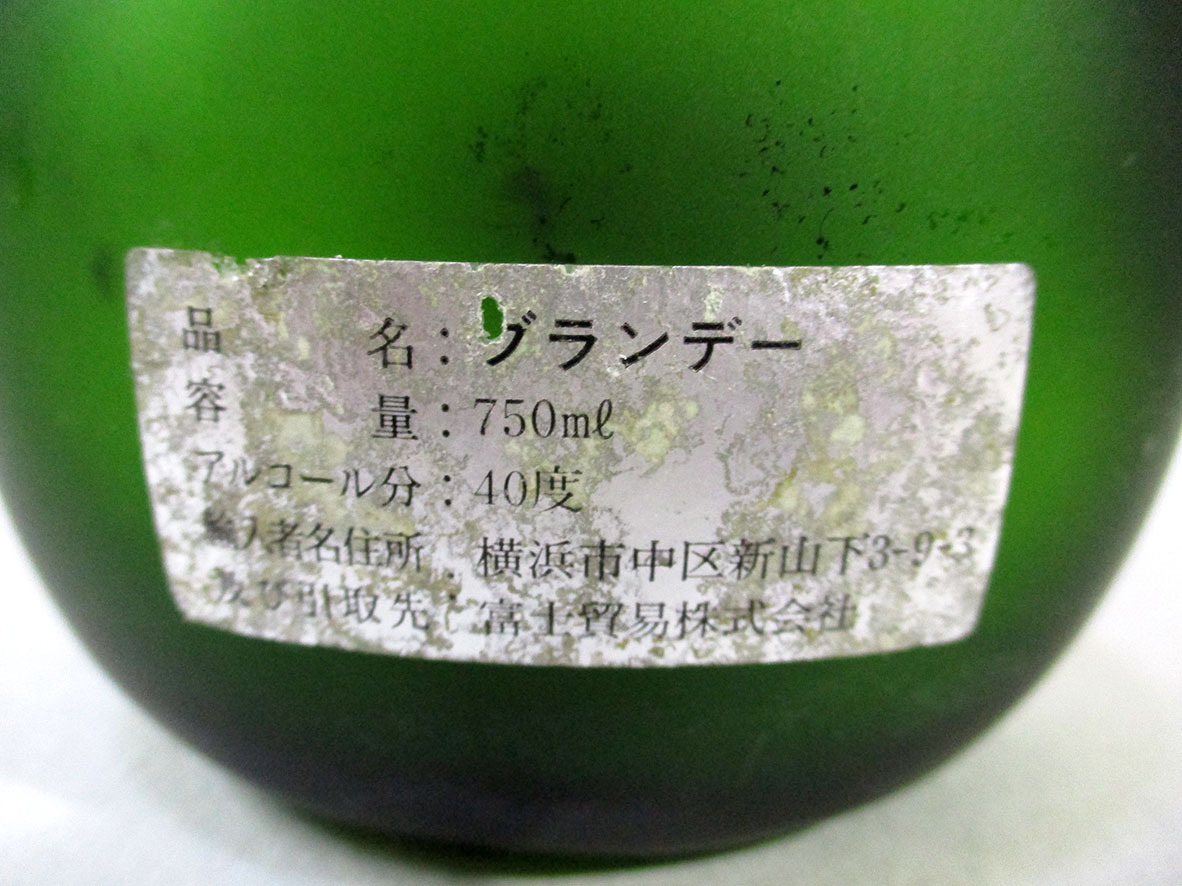 品名：グランデー
容量：750mℓ
アルコール分：40度
輸入者名住所：横浜市中区新山下3-9-3
及び引取先：富士貿易株式会社